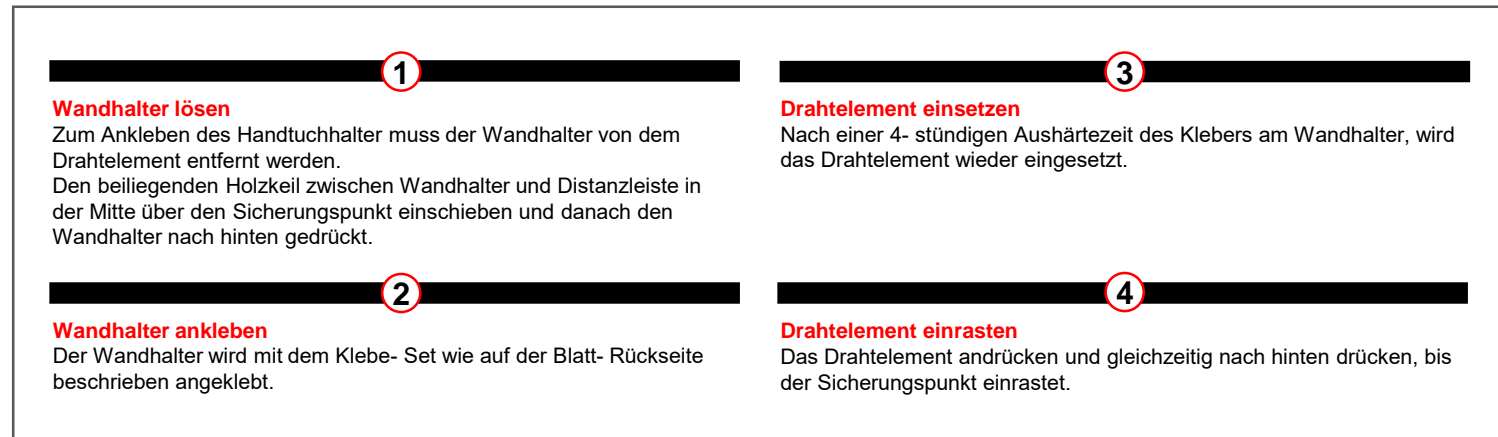 1
Wandhalter lösen
Zum Ankleben des Handtuchhalter muss der Wandhalter von dem
Drahtelement entfernt werden.
Den beiliegenden Holzkeil zwischen Wandhalter und Distanzleiste in
der Mitte über den Sicherungspunkt einschieben und danach den
Wandhalter nach hinten gedrückt.
2
Wandhalter ankleben
Der Wandhalter wird mit dem Klebe- Set wie auf der Blatt- Rückseite
beschrieben angeklebt.
3
Drahtelement einsetzen
Nach einer 4- stündigen Aushärtezeit des Klebers am Wandhalter, wird
das Drahtelement wieder eingesetzt.
4
Drahtelement einrasten
Das Drahtelement andrücken und gleichzeitig nach hinten drücken, bis
der Sicherungspunkt einrastet.